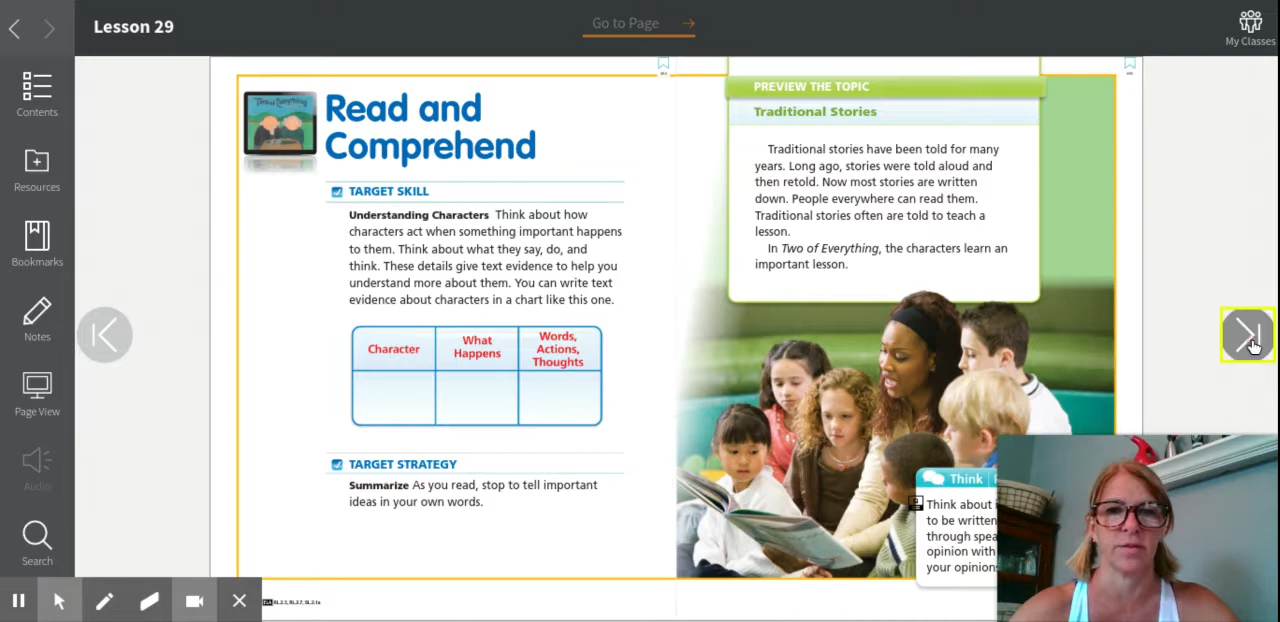 Lesson 29
Go to Page
My Classes
Contents
Resources
Bookmarks
Notes
Page View
Audio
Search
Two of Everything
Read and
Comprehend
TARGET SKILL
Understanding Characters Think about how
characters act when something important happens
to them. Think about what they say, do, and
think. These details give text evidence to help you
understand more about them. You can write text
evidence about characters in a chart like this one.
Character
What
Happens
Words,
Actions,
Thoughts
TARGET STRATEGY
Summarize As you read, stop to tell important
ideas in your own words.
PREVIEW THE TOPIC
Traditional Stories
Traditional stories have been told for many
years. Long ago, stories were told aloud and
then retold. Now most stories are written
down. People everywhere can read them.
Traditional stories often are told to teach a
lesson.
In Two of Everything, the characters learn an
important lesson.
Think
Think about
to be written
through
opinion with
your opinions